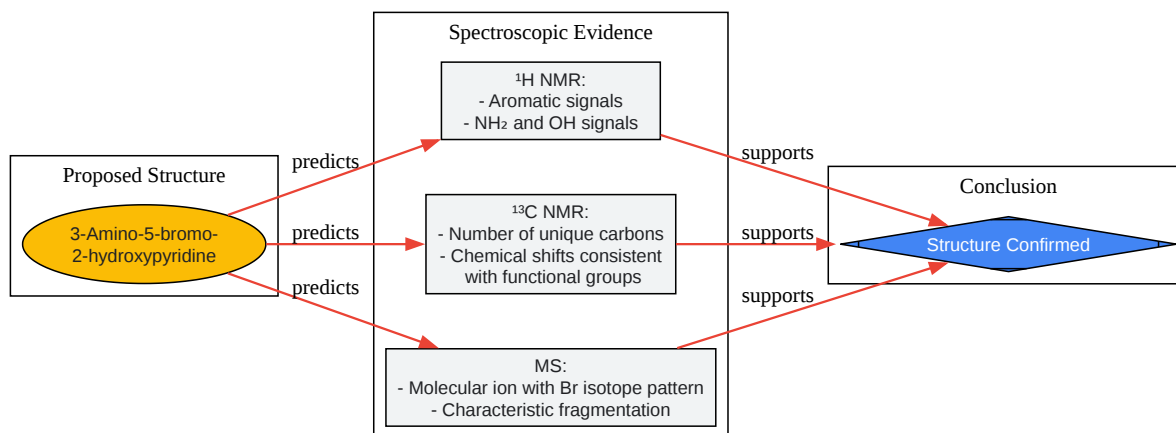 Spectroscopic Evidence
¹H NMR:
- Aromatic signals
- NH₂ and OH signals
predicts
supports
Proposed Structure
3-Amino-5-bromo-
2-hydroxypyridine
predicts
¹³C NMR:
- Number of unique carbons
- Chemical shifts consistent
with functional groups
supports
Conclusion
Structure Confirmed
predicts
supports
MS:
- Molecular ion with Br isotope pattern
- Characteristic fragmentation